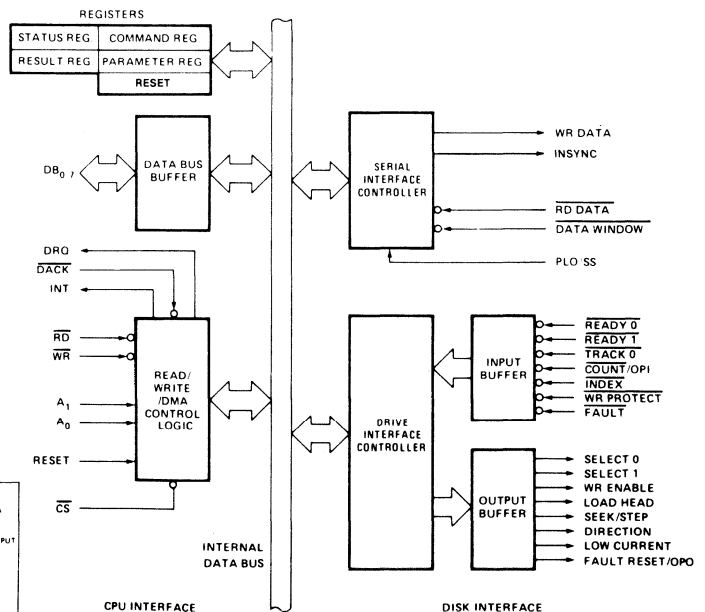 REGISTERS
STATUS REG. COMMAND REG
RESULT REG PARAMETER REG
RESET
DB0 7
DATA BUS
BUFFER
DRQ
DACK
INT
RD
WR
A1
A0
RESET
CS
READ/
WRITE
/DMA
CONTROL
LOGIC
INTERNAL
DATA BUS
CPU INTERFACE
SERIAL
INTERFACE
CONTROLLER
WR DATA
INSYNC
RD DATA
DATA WINDOW
PLO/SS
DRIVE
INTERFACE
CONTROLLER
INPUT
BUFFER
READY 0
READY 1
TRACK 0
COUNT/OPI
INDEX
WR PROTECT
FAULT
OUTPUT
BUFFER
SELECT 0
SELECT 1
WR ENABLE
LOAD HEAD
SEEK/STEP
DIRECTION
LOW CURRENT
FAULT RESET/OPO
DISK INTERFACE